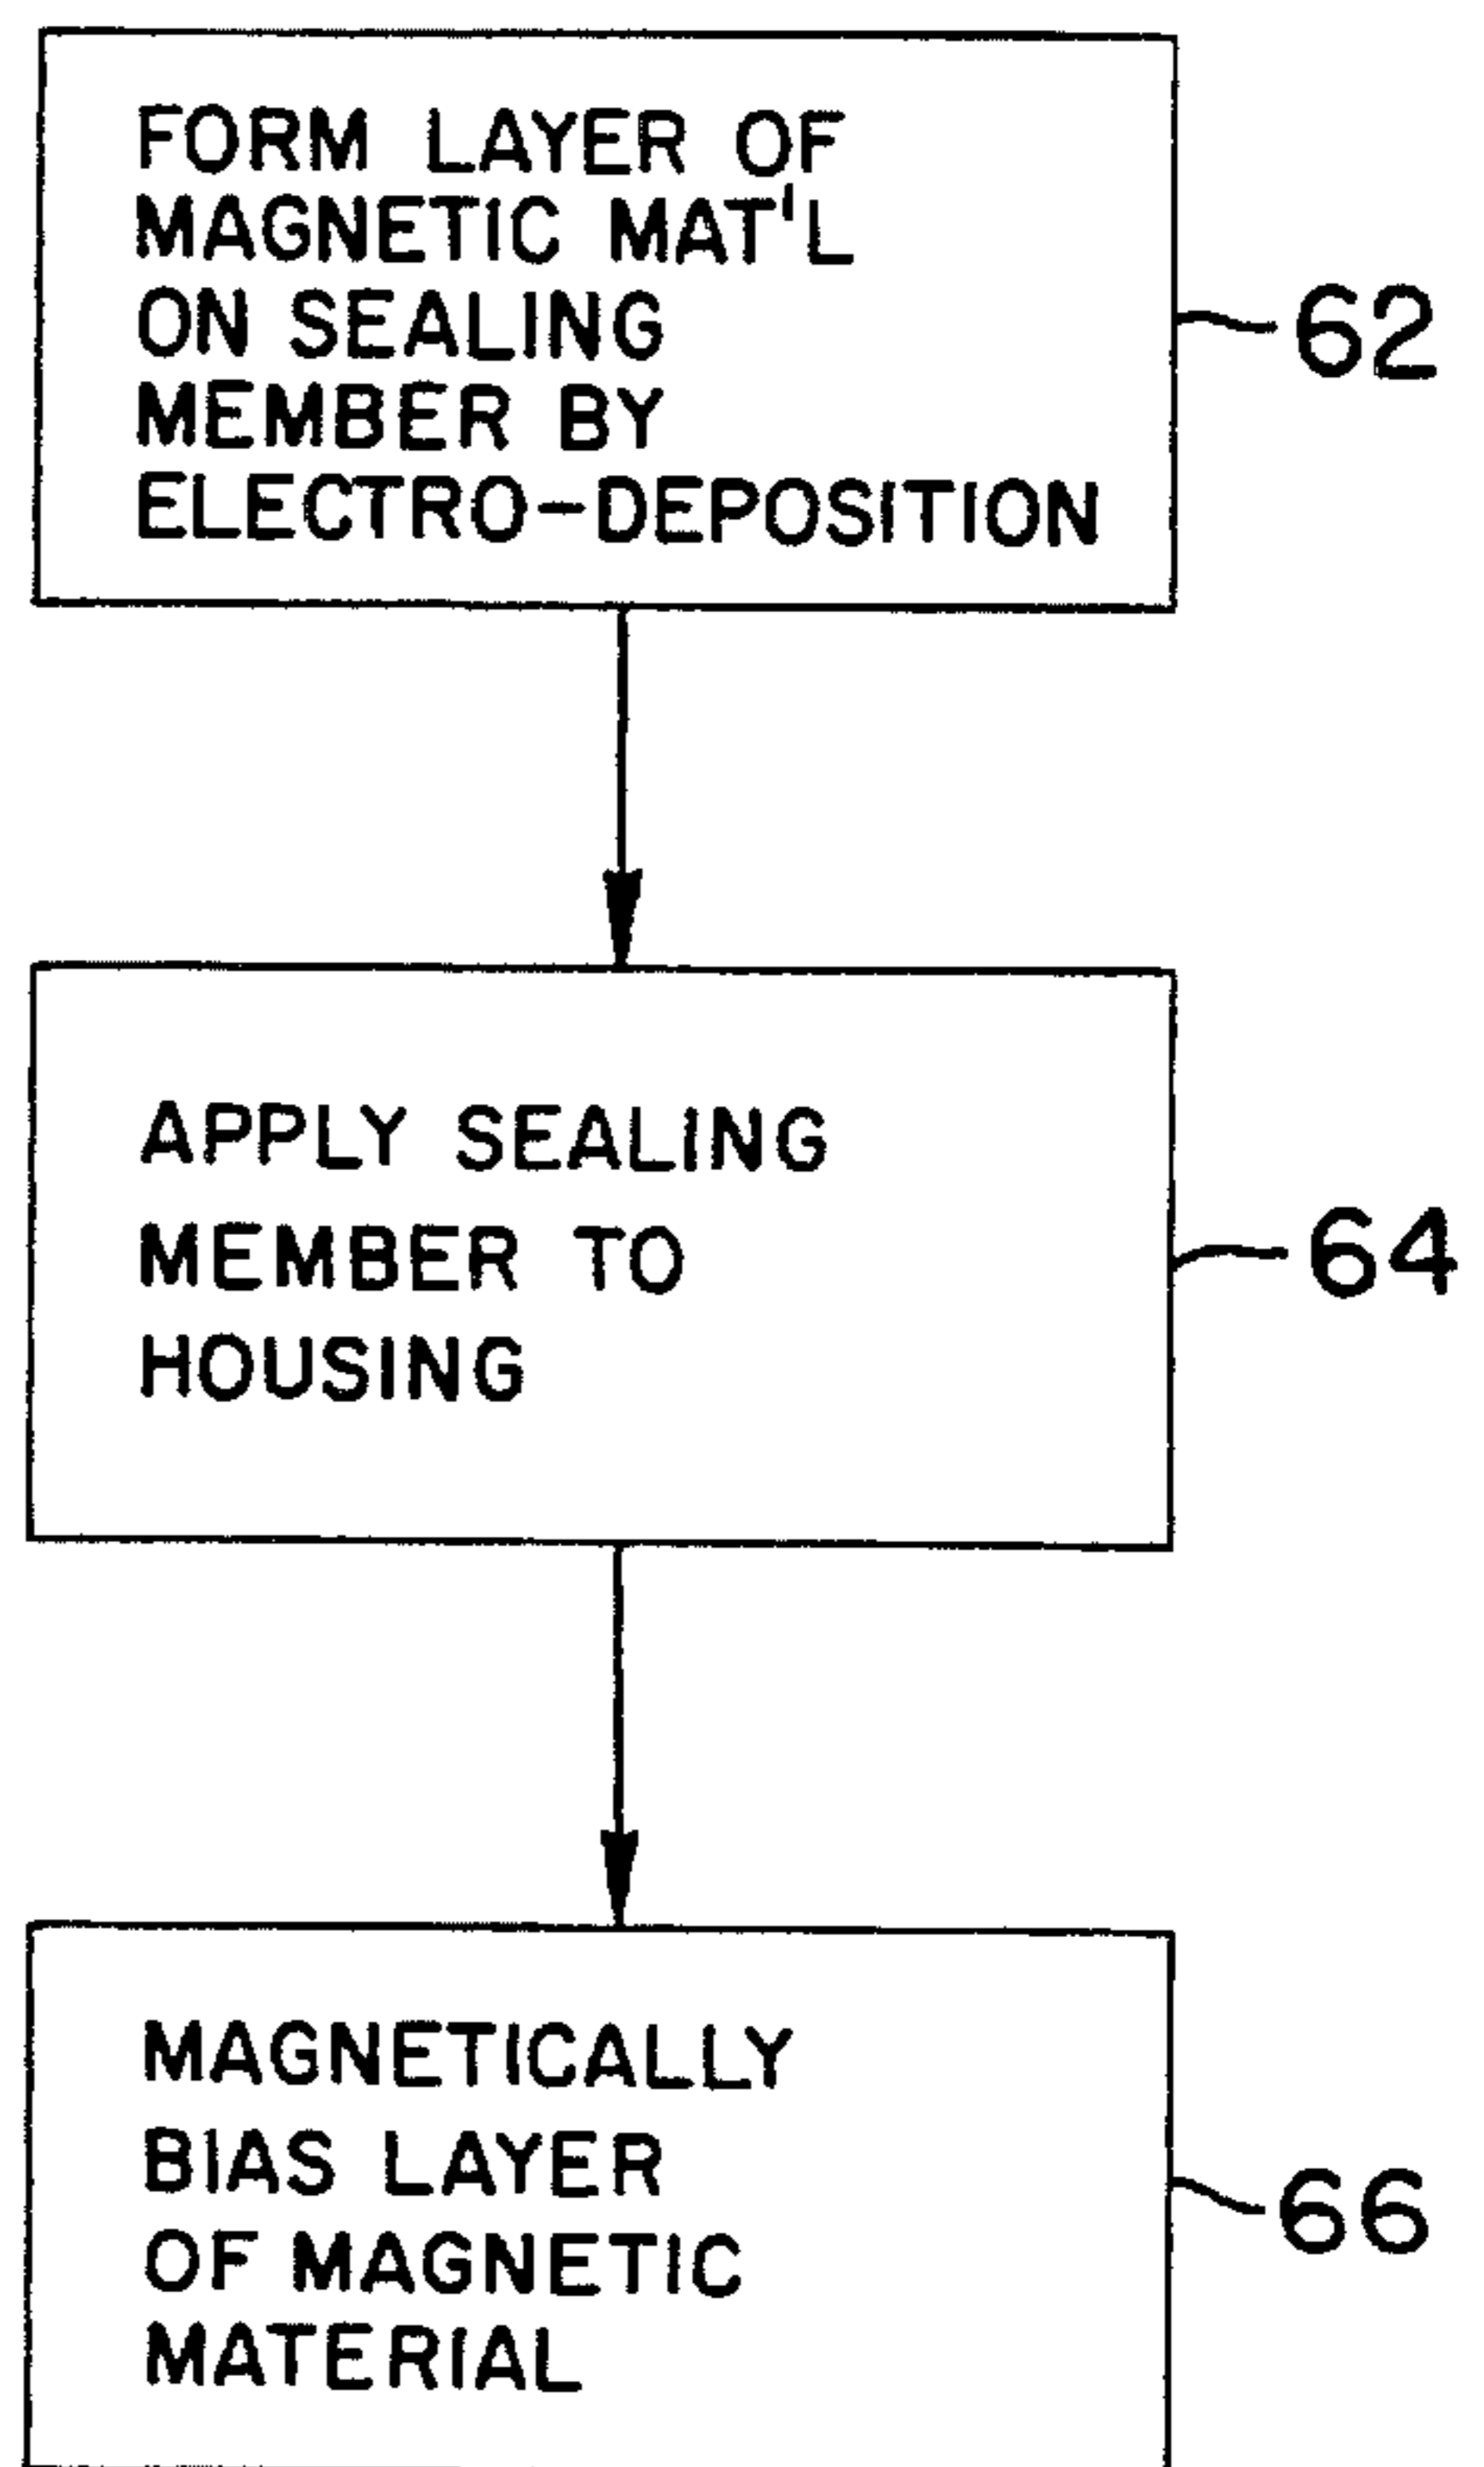 FORM LAYER OF
MAGNETIC MAT'L
ON SEALING
MEMBER BY
ELECTRO-DEPOSITION
62
APPLY SEALING
MEMBER TO
HOUSING
64
MAGNETICALLY
BIAS LAYER
OF MAGNETIC
MATERIAL
66